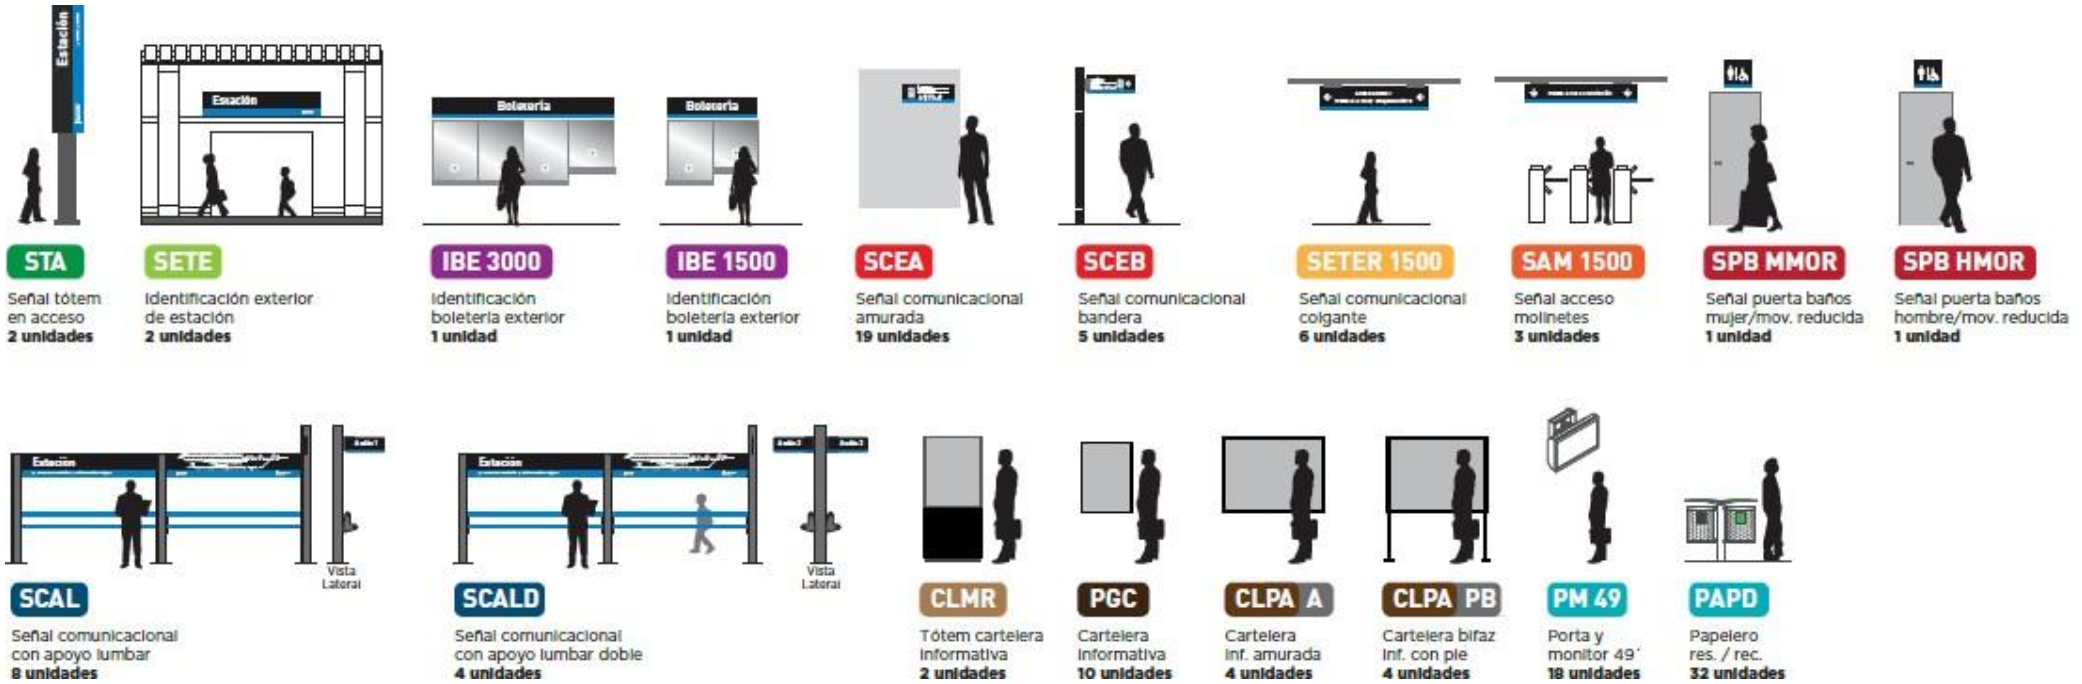 Estación
Estación
Boletería
Boletería
STA
Señal tótem
en acceso
2 unidades
SETE
Identificación exterior
de estación
2 unidades
IBE 3000
Identificación
boletería exterior
1 unidad
IBE 1500
Identificación
boletería exterior
1 unidad
SCEA
Señal comunicacional
amurada
19 unidades
SCEB
Señal comunicacional
bandera
5 unidades
SETER 1500
Señal comunicacional
colgante
6 unidades
SAM 1500
Señal acceso
molinetes
3 unidades
SPB MMOR
Señal puerta baños
mujer/mov. reducida
1 unidad
SPB HMOR
Señal puerta baños
hombre/mov. reducida
1 unidad
Estación
Andén 1
Vista
Lateral
Estación
Andén 2
Andén 3
Vista
Lateral
SCAL
Señal comunicacional
con apoyo lumbar
8 unidades
SCALD
Señal comunicacional
con apoyo lumbar doble
4 unidades
CLMR
Tótem cartelera
informativa
2 unidades
PGC
Cartelera
informativa
10 unidades
CLPA A
Cartelera
inf. amurada
4 unidades
CLPA PB
Cartelera bifaz
inf. con pie
4 unidades
PM 49
Porta y
monitor 49´
18 unidades
PAPD
Papelero
res. / rec.
32 unidades